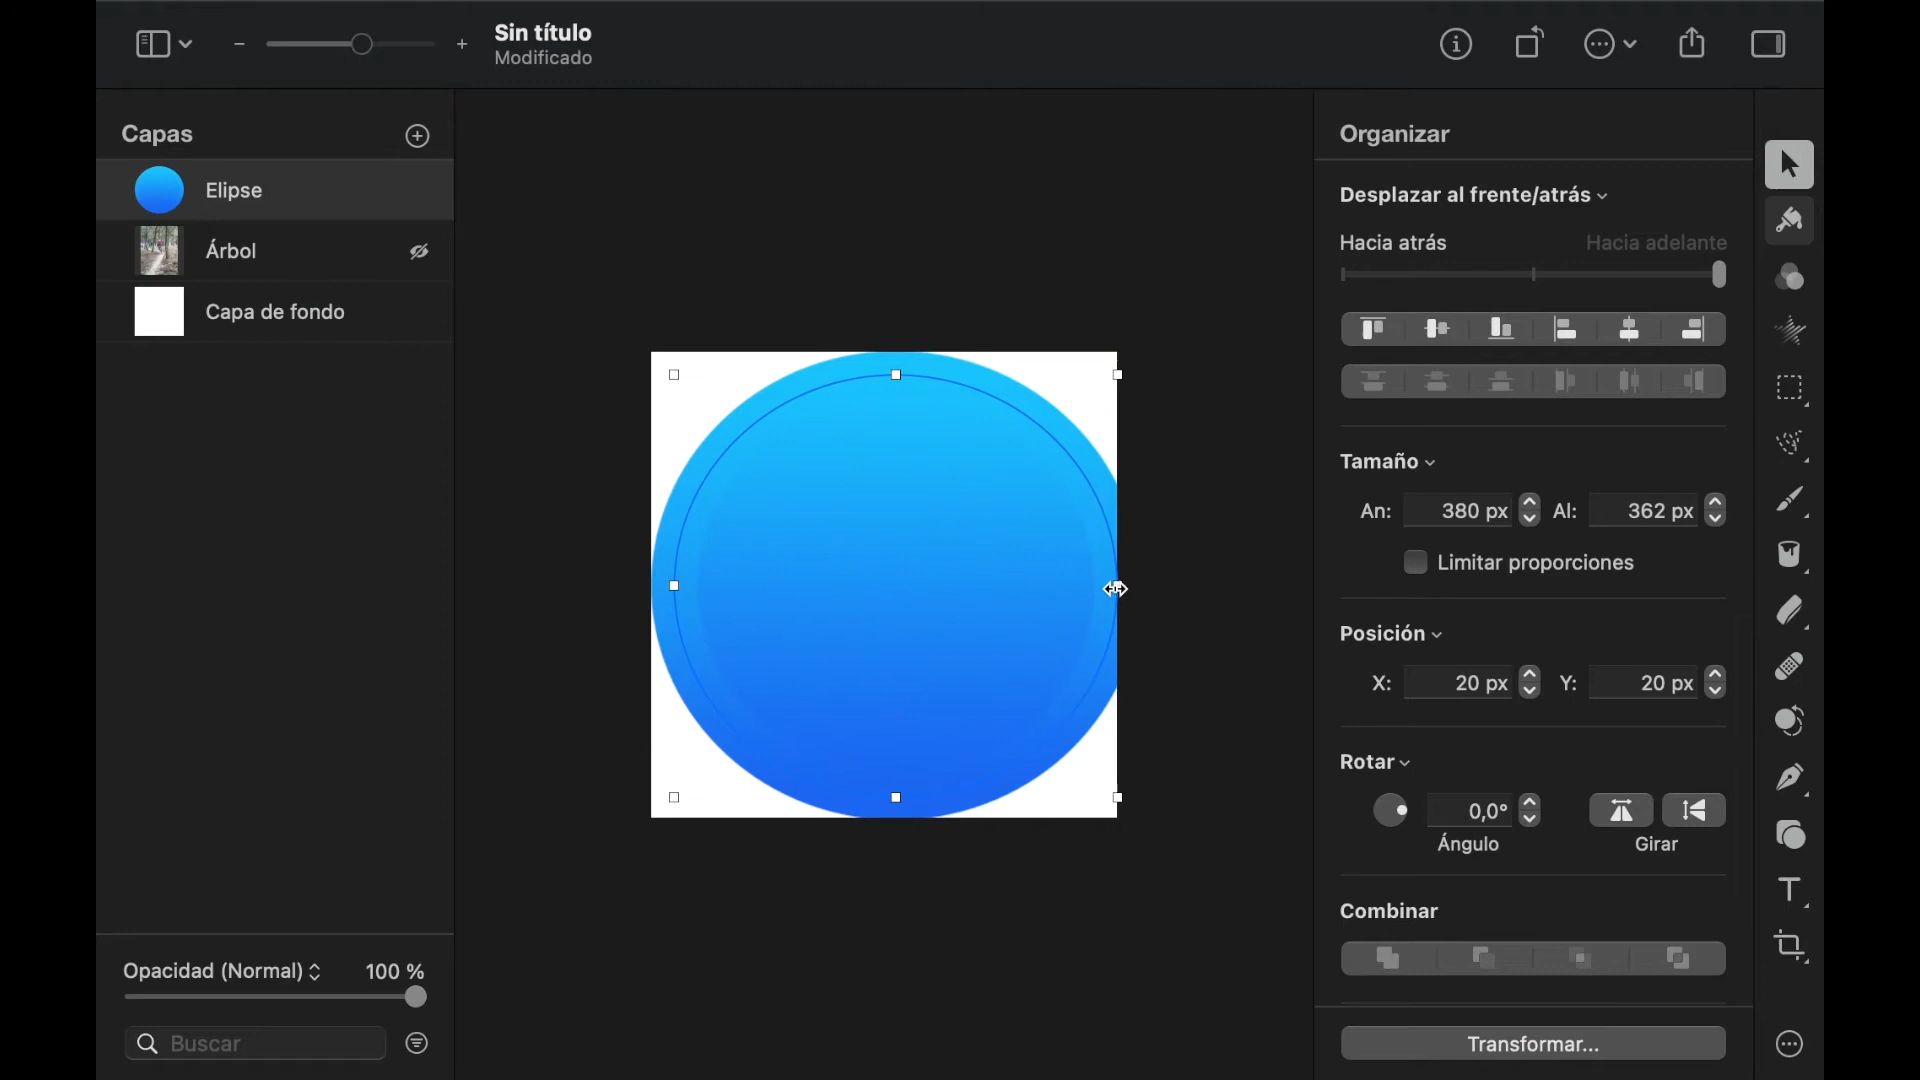 Sin título
Modificado
Capas
Elipse
Árbol
Capa de fondo
Opacidad (Normal) 100 %
Buscar
Organizar
Desplazar al frente/atrás
Hacia atrás Hacia adelante
Tamaño
An: 380 px Al: 362 px
Limitar proporciones
Posición
X: 20 px Y: 20 px
Rotar
0,0°
Ángulo Girar
Combinar
Transformar...